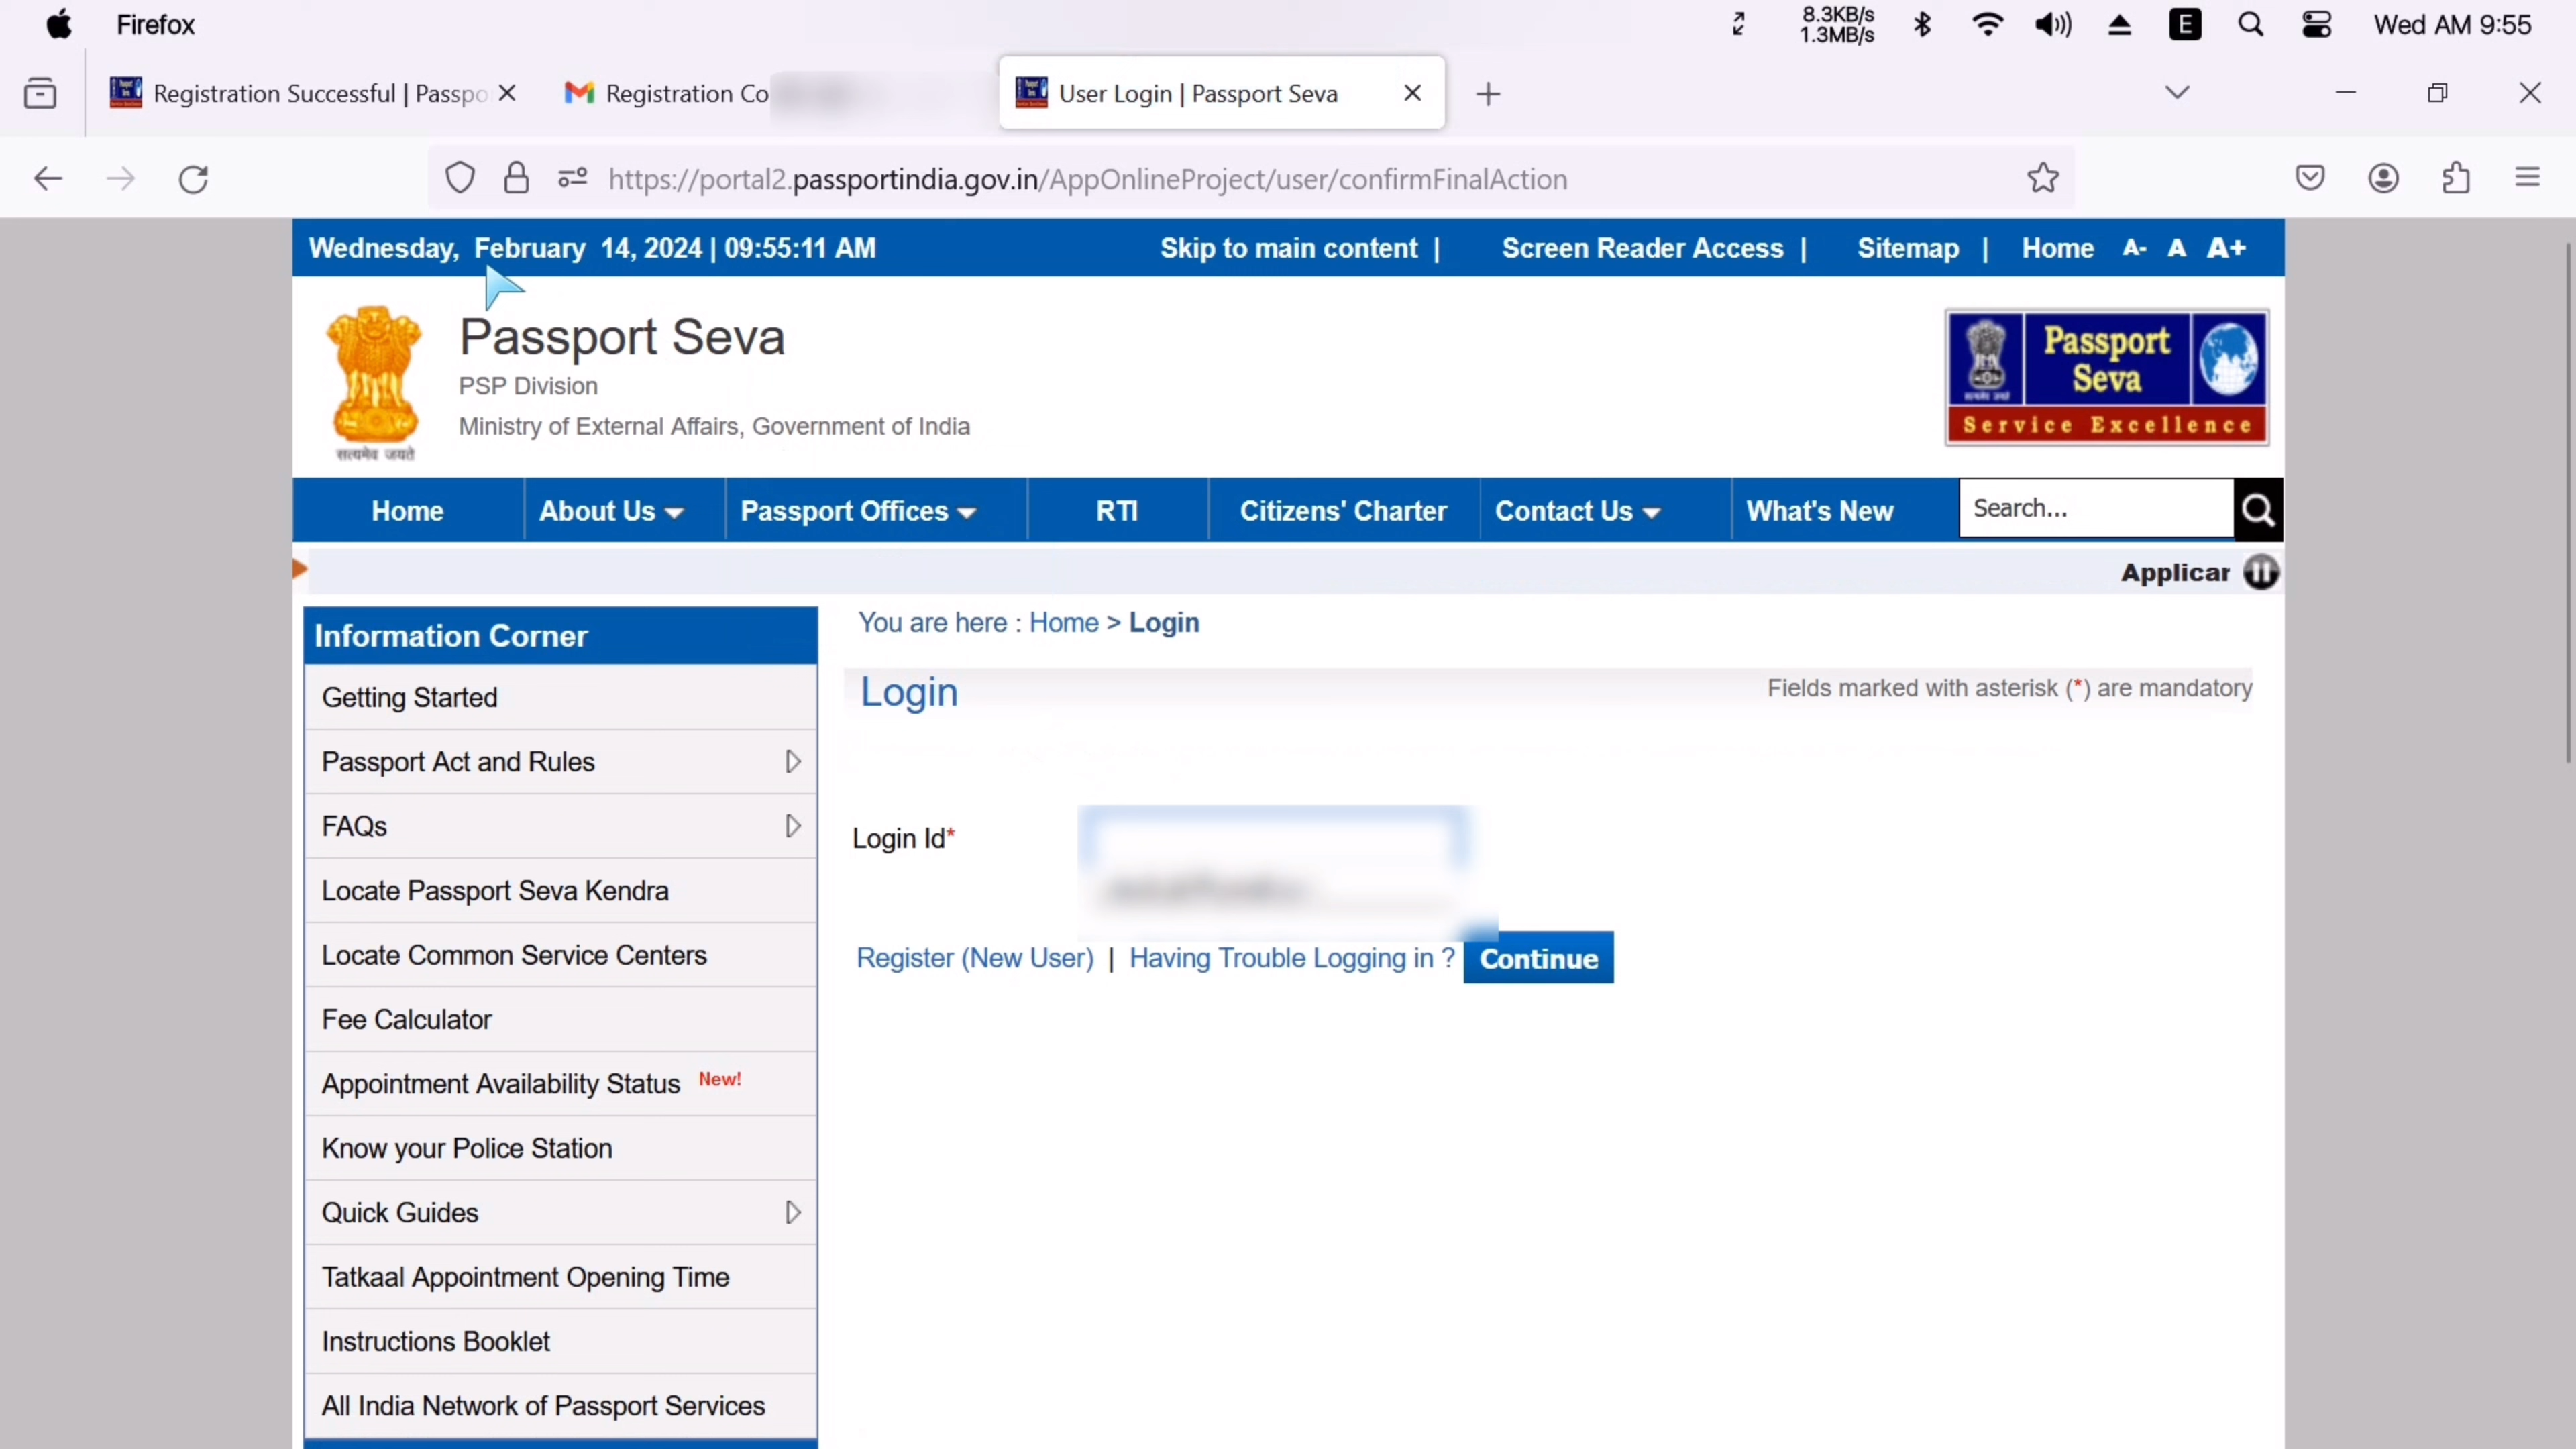 Firefox
8.3KB/s
1.3MB/s
E
Wed AM 9:55
Registration Successful | Passpo
Registration Co
User Login | Passport Seva
https://portal2.passportindia.gov.in/AppOnlineProject/user/confirmFinalAction
Wednesday, February 14, 2024 | 09:55:11 AM
Skip to main content |
Screen Reader Access |
Sitemap |
Home
A- A A+
सत्यमेव जयते
Passport Seva
PSP Division
Ministry of External Affairs, Government of India
Passport
Seva
Service Excellence
Home
About Us
Passport Offices
RTI
Citizens' Charter
Contact Us
What's New
Search...
Applicar
Information Corner
Getting Started
Passport Act and Rules
FAQs
Locate Passport Seva Kendra
Locate Common Service Centers
Fee Calculator
Appointment Availability Status New!
Know your Police Station
Quick Guides
Tatkaal Appointment Opening Time
Instructions Booklet
All India Network of Passport Services
You are here : Home > Login
Login
Fields marked with asterisk (*) are mandatory
Login Id*
Register (New User) | Having Trouble Logging in ?
Continue